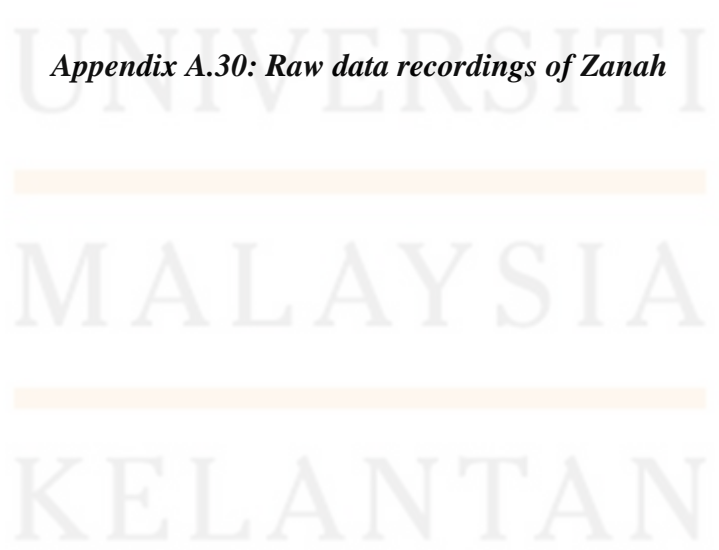 UNIVERSITI
Appendix A.30: Raw data recordings of Zanah
MALAYSIA
KELANTAN